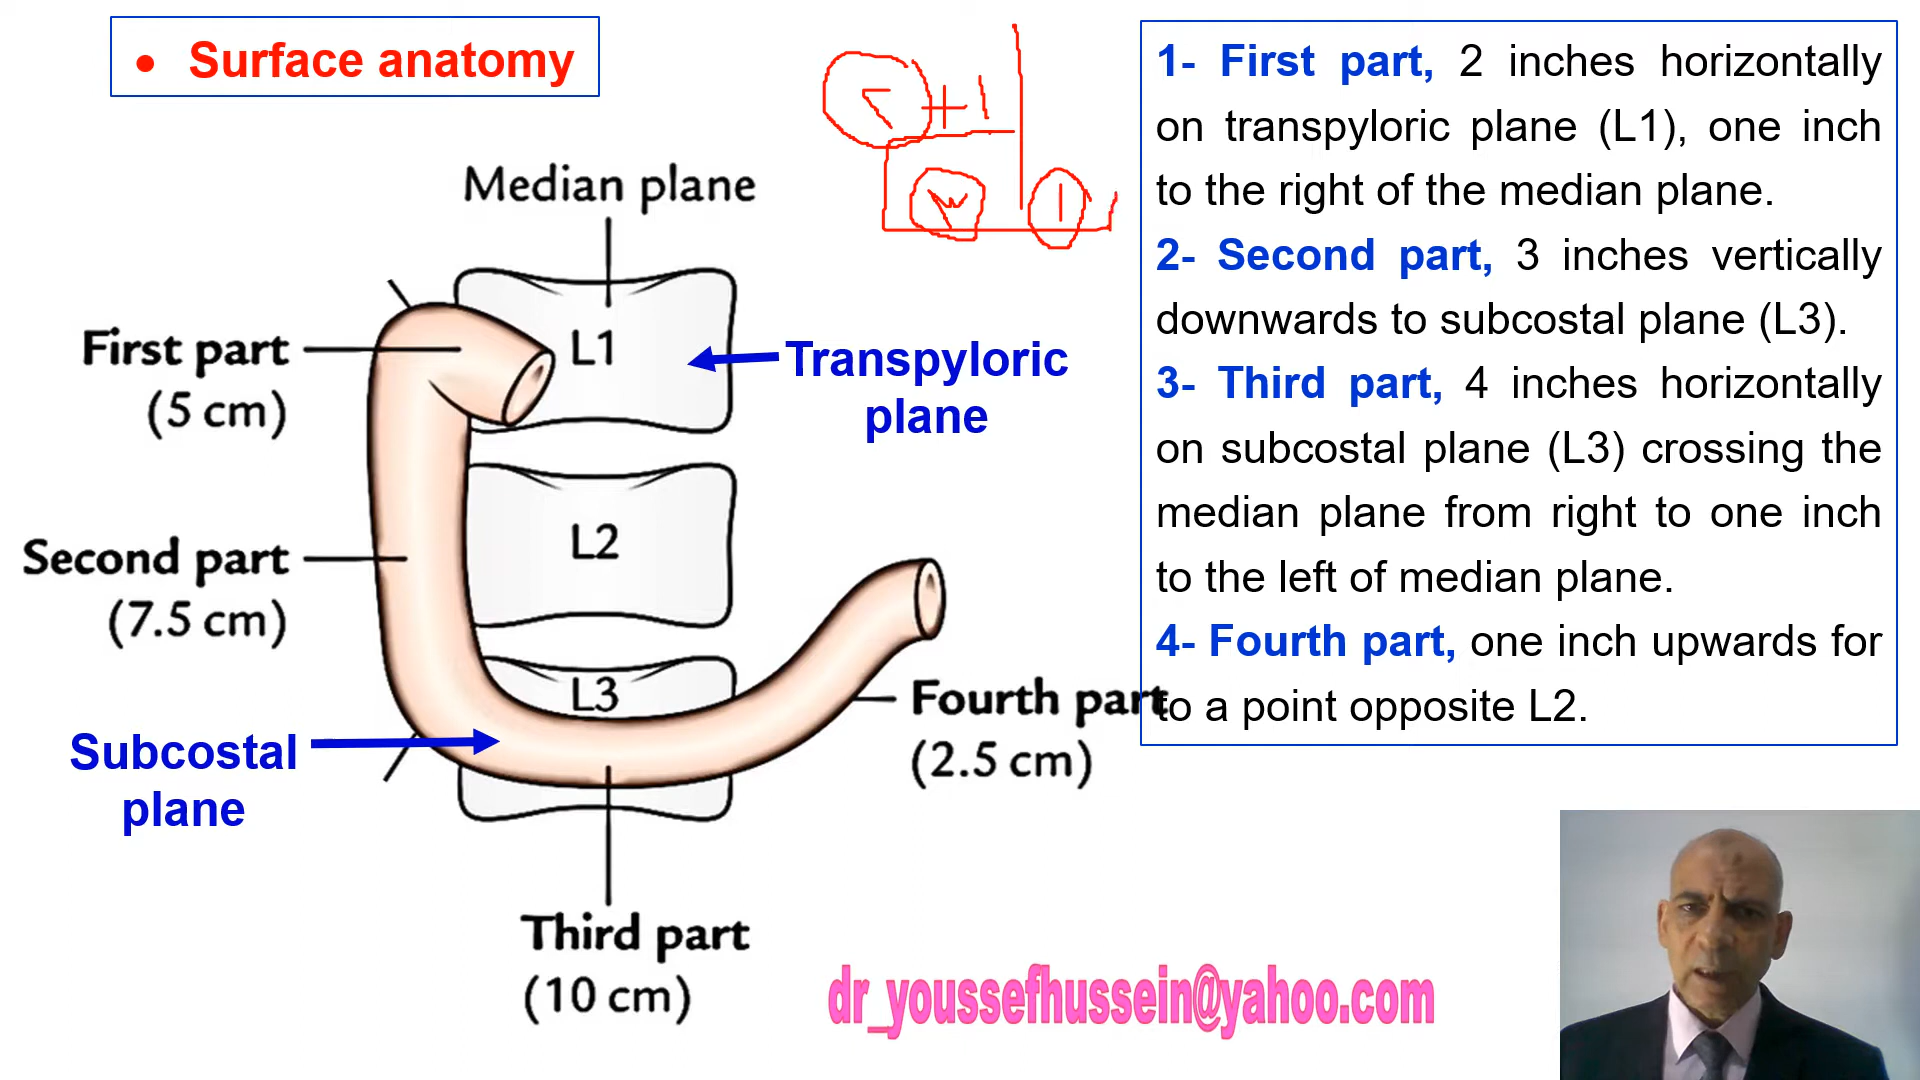 • Surface anatomy
٢ + ١
٣ ١
Median plane
L1
First part
(5 cm)
Transpyloric
plane
L2
Second part
(7.5 cm)
L3
Fourth part
(2.5 cm)
Subcostal
plane
Third part
(10 cm)
1- First part, 2 inches horizontally
on transpyloric plane (L1), one inch
to the right of the median plane.
2- Second part, 3 inches vertically
downwards to subcostal plane (L3).
3- Third part, 4 inches horizontally
on subcostal plane (L3) crossing the
median plane from right to one inch
to the left of median plane.
4- Fourth part, one inch upwards for
to a point opposite L2.
dr_youssefhussein@yahoo.com